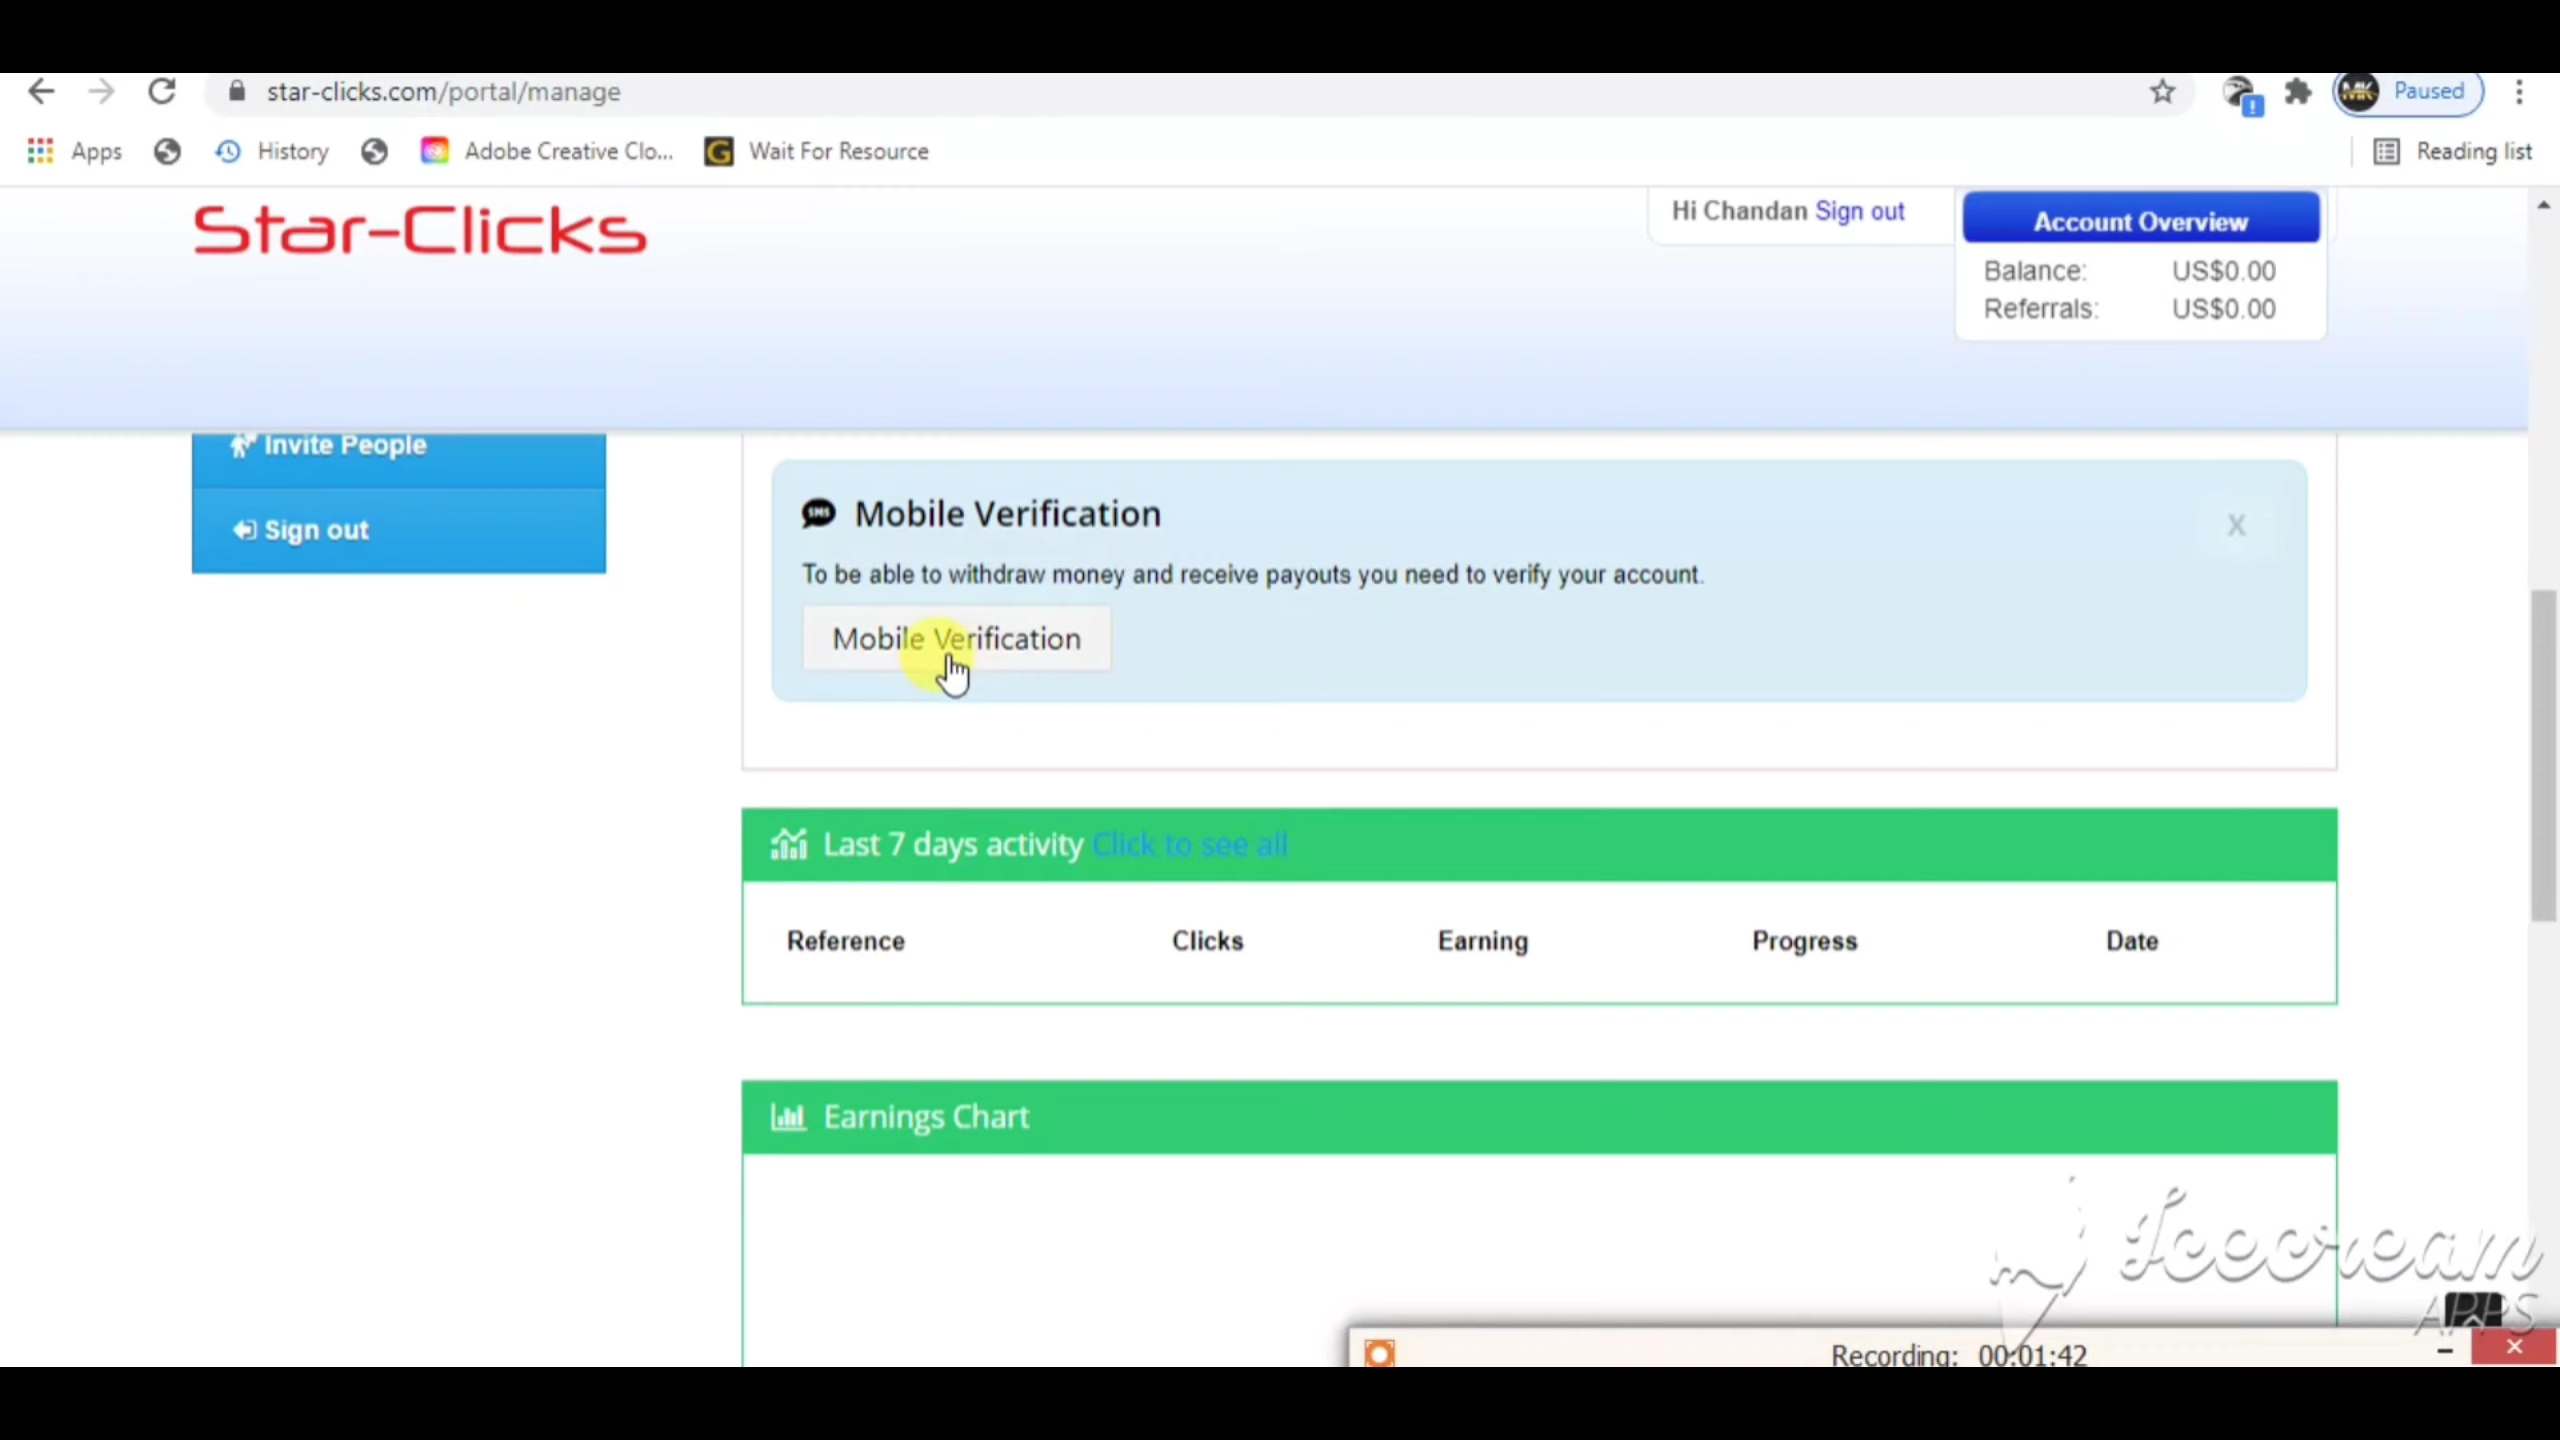 star-clicks.com/portal/manage
Paused
Apps
History
Adobe Creative Clo...
Wait For Resource
Reading list
Star-Clicks
Hi Chandan Sign out
Account Overview
Balance: US$0.00
Referrals: US$0.00
Invite People
Sign out
SMS Mobile Verification
X
To be able to withdraw money and receive payouts you need to verify your account.
Mobile Verification
Last 7 days activity Click to see all
Reference Clicks Earning Progress Date
Earnings Chart
Icecream
APPS
Recording: 00:01:42